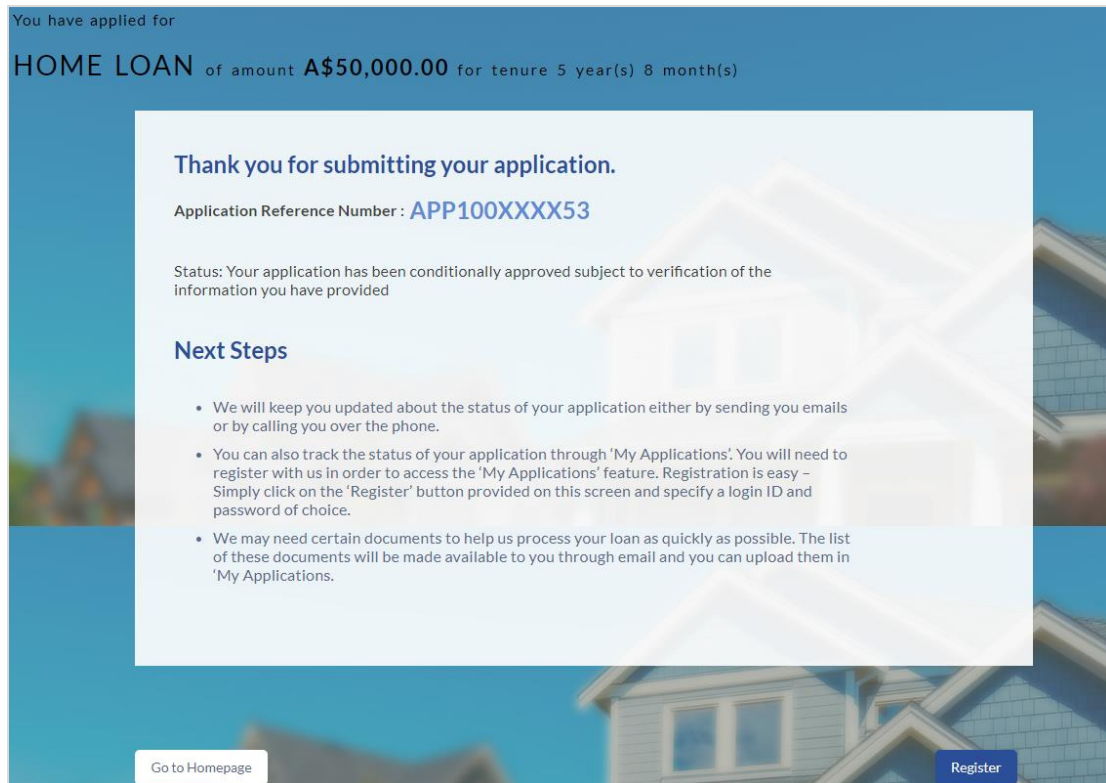 You have applied for
HOME LOAN of amount A$50,000.00 for tenure 5 year(s) 8 month(s)
Thank you for submitting your application.
Application Reference Number : APP100XXXX53
Status: Your application has been conditionally approved subject to verification of the
information you have provided
Next Steps
• We will keep you updated about the status of your application either by sending you emails
or by calling you over the phone.
• You can also track the status of your application through ‘My Applications’. You will need to
register with us in order to access the ‘My Applications’ feature. Registration is easy –
Simply click on the ‘Register’ button provided on this screen and specify a login ID and
password of choice.
• We may need certain documents to help us process your loan as quickly as possible. The list
of these documents will be made available to you through email and you can upload them in
‘My Applications.
Go to Homepage
Register